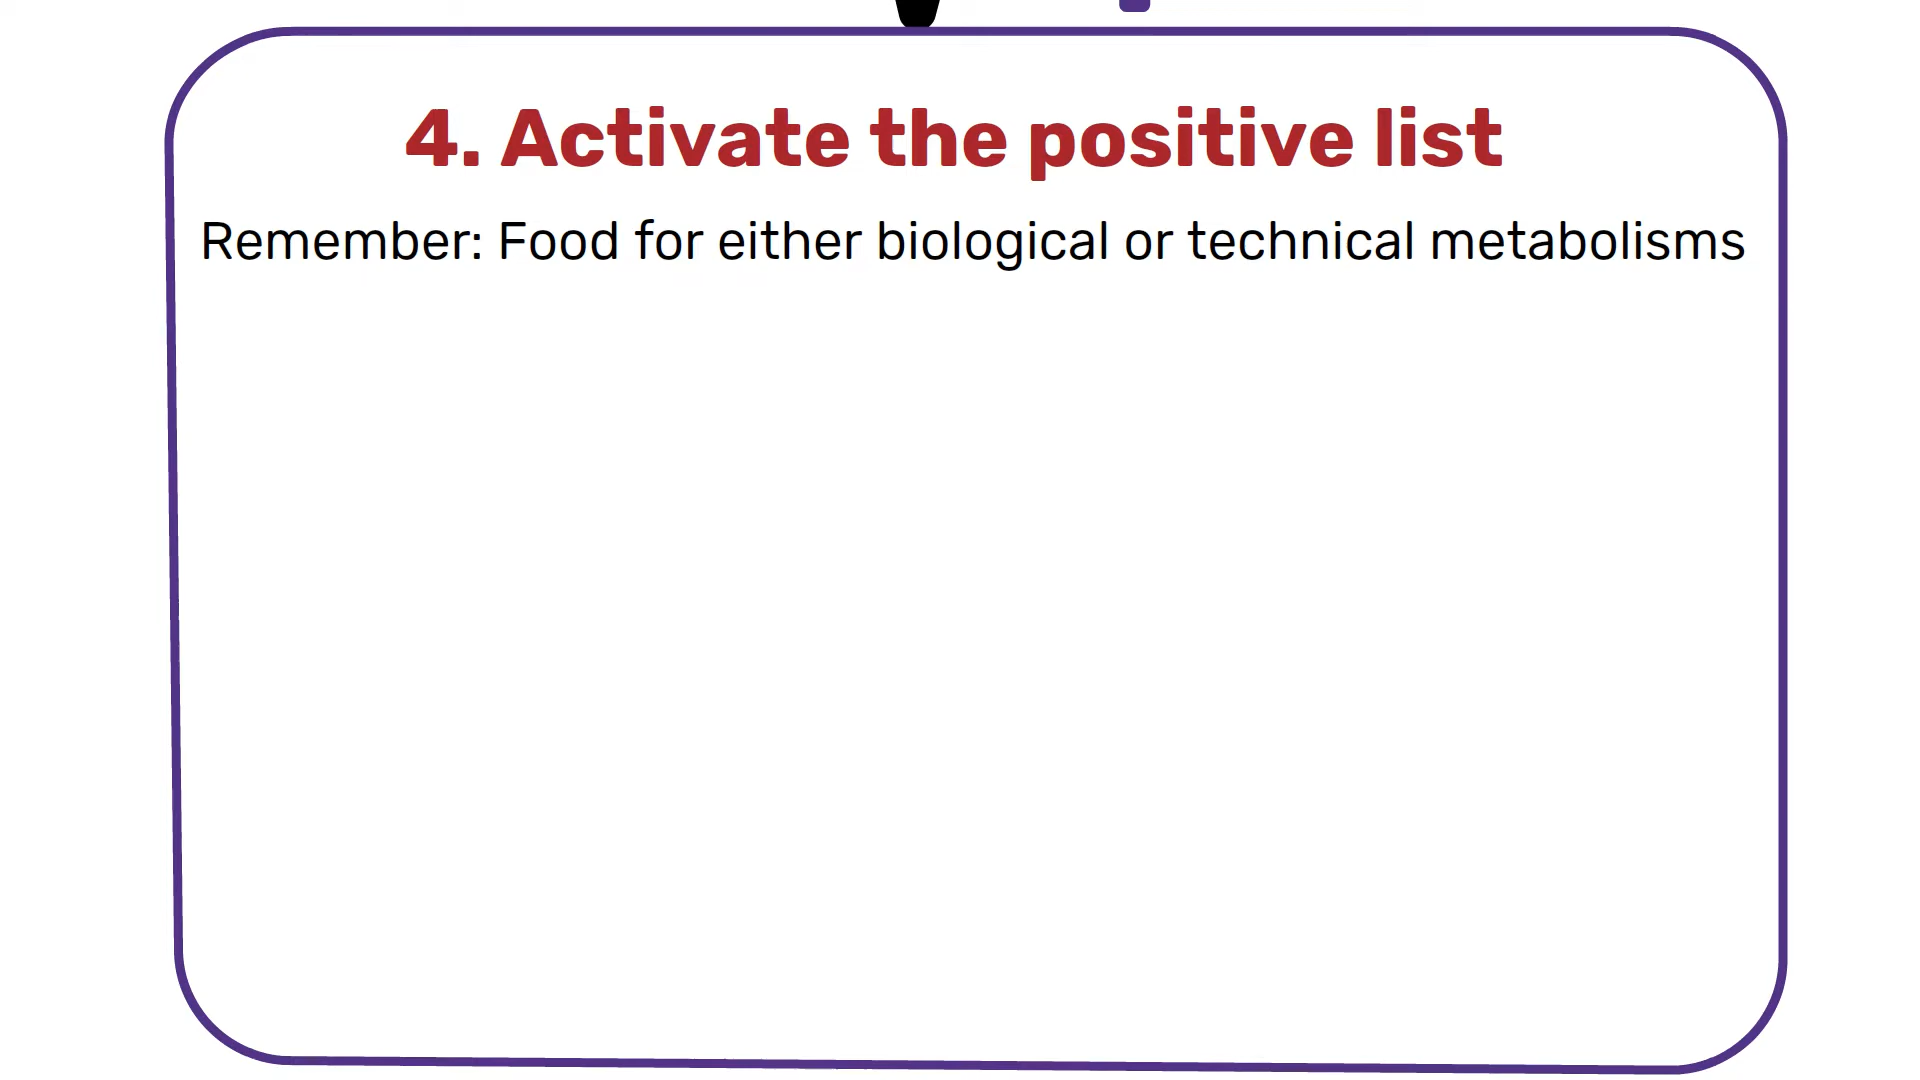 4. Activate the positive list
Remember: Food for either biological or technical metabolisms